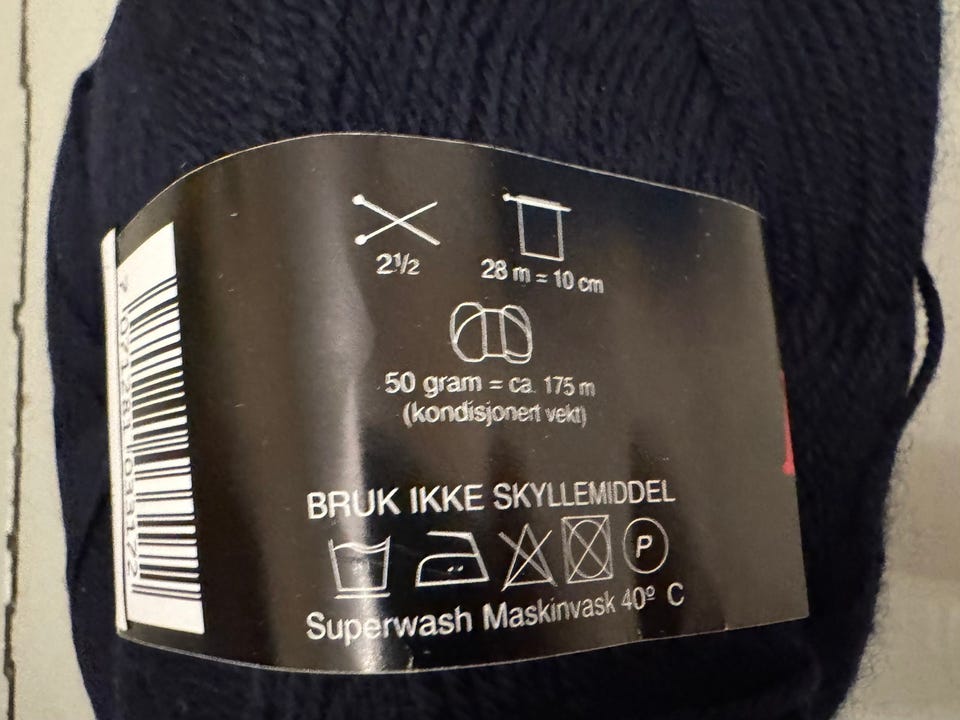 2½
28 m = 10 cm
50 gram = ca. 175 m
(kondisjonert vekt)
BRUK IKKE SKYLLEMIDDEL
P
Superwash Maskinvask 40º C